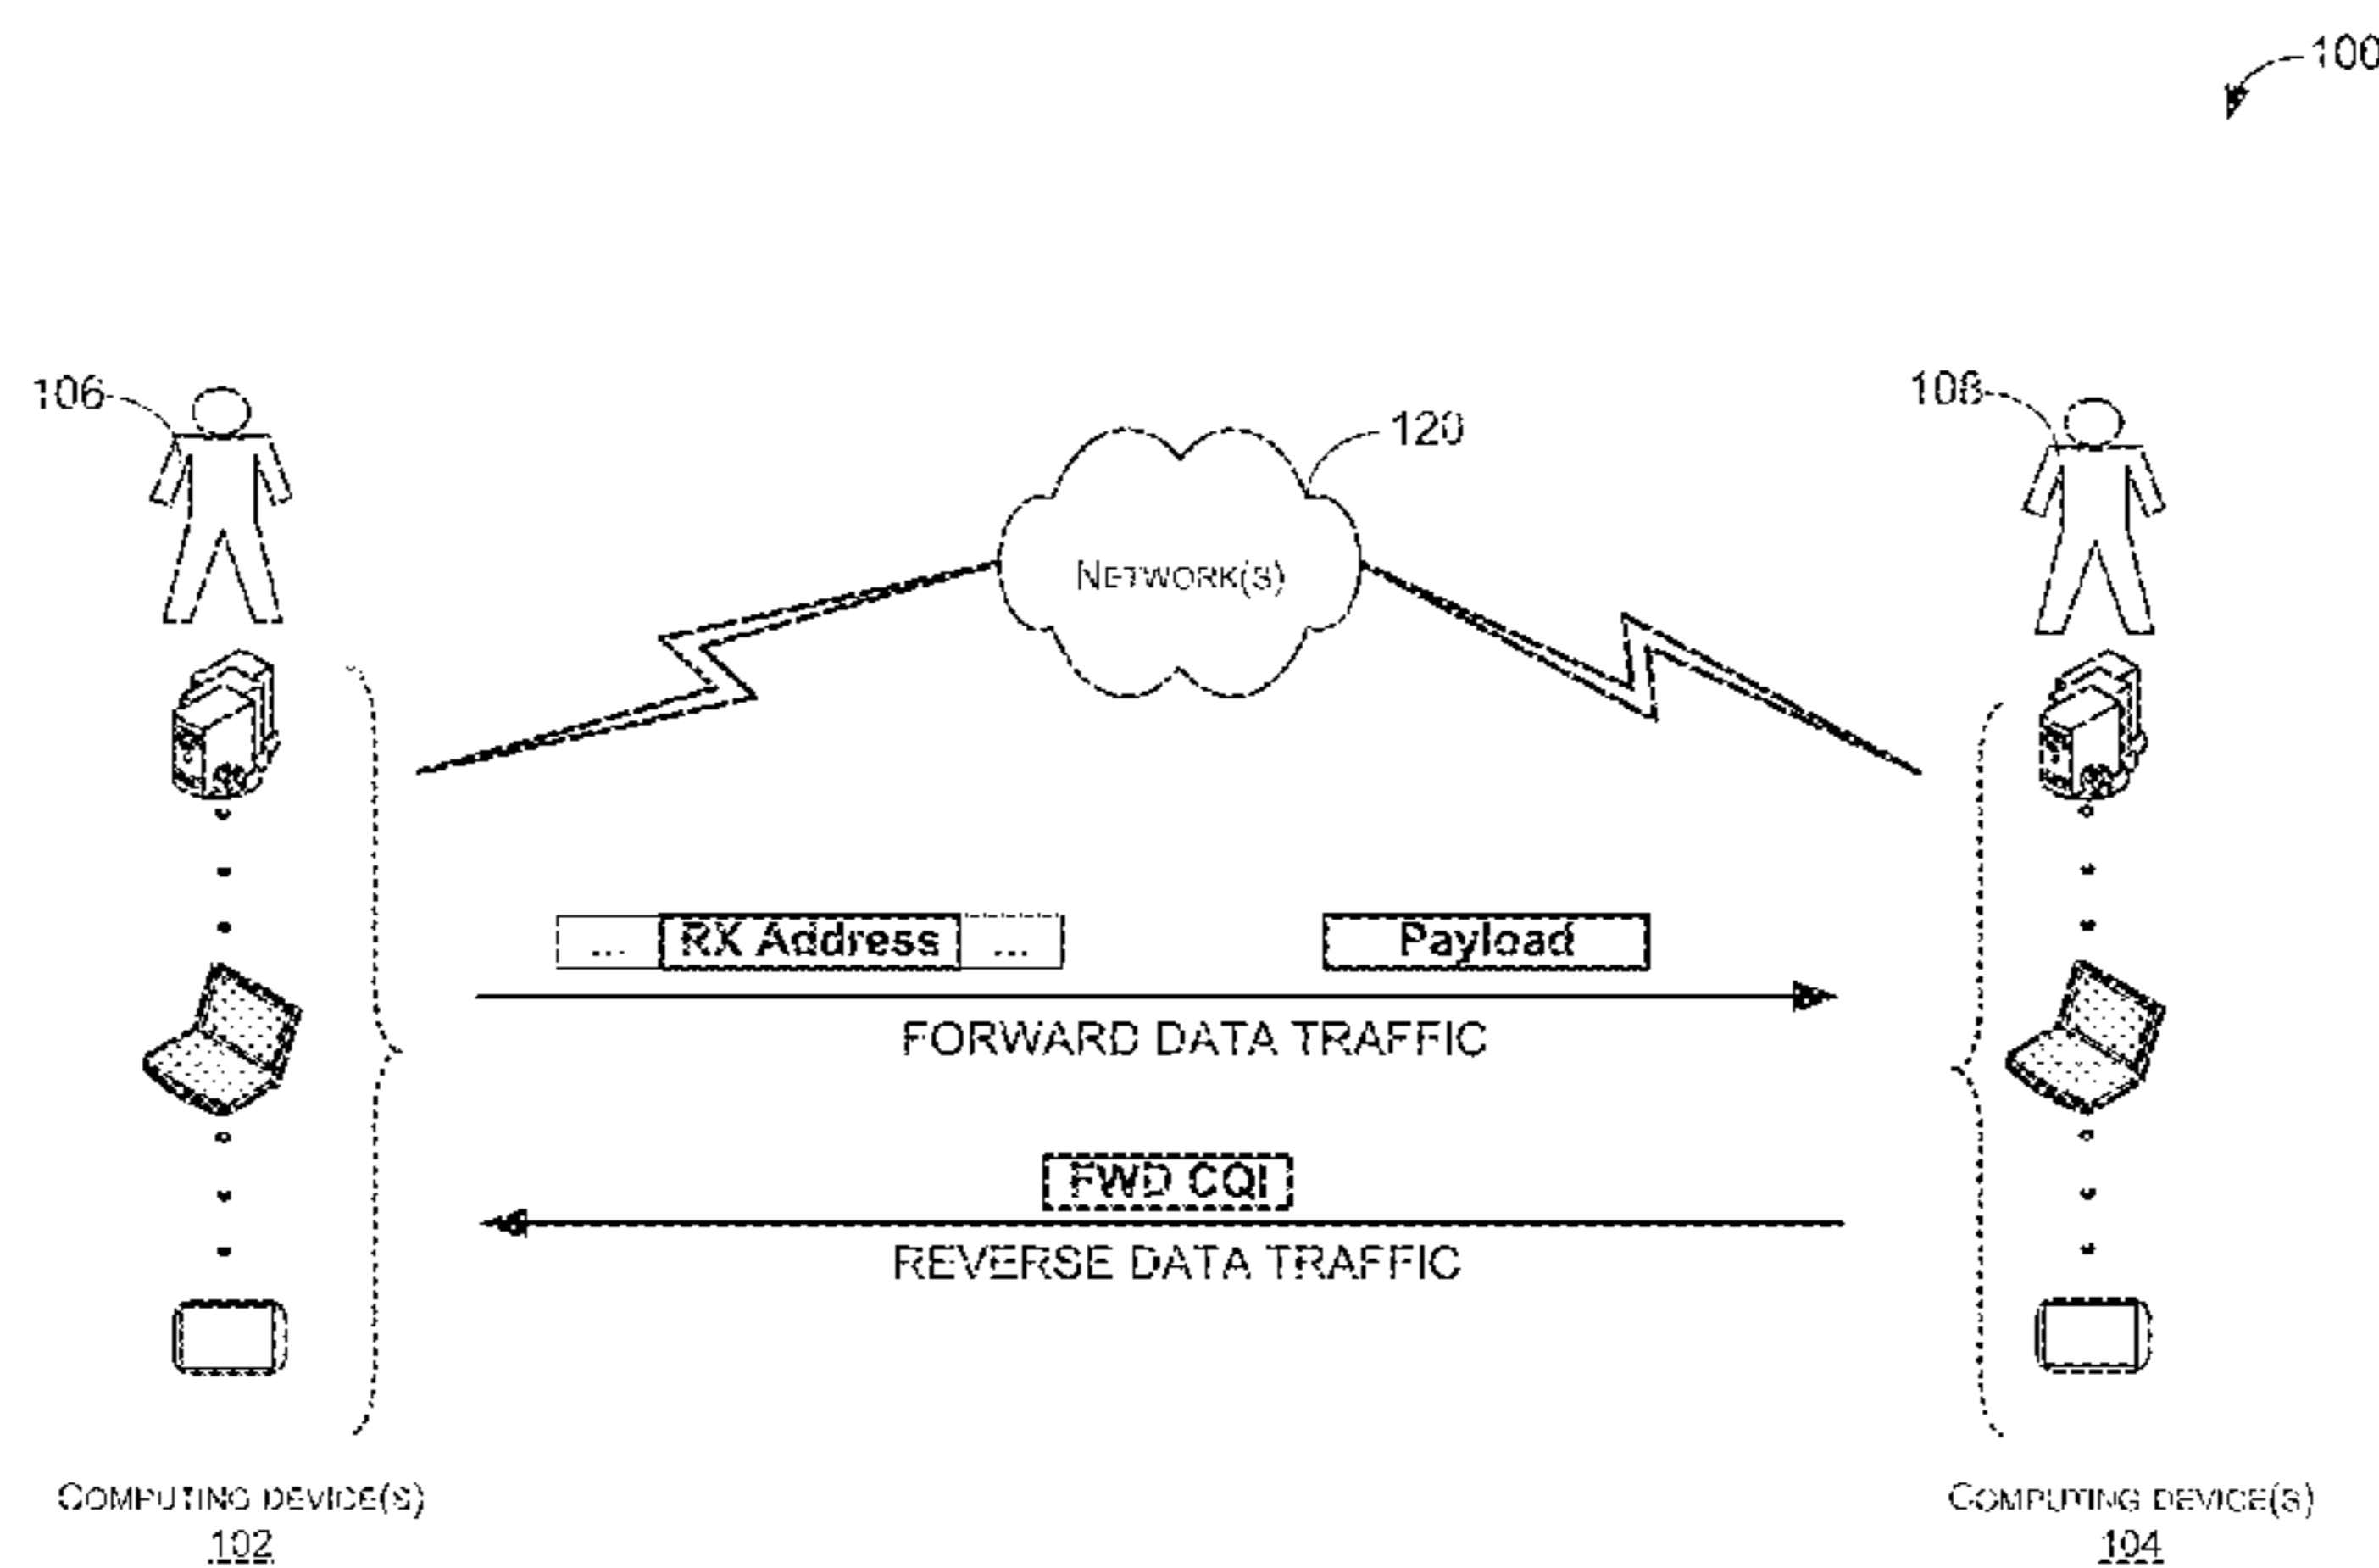 100
106
108
120
NETWORK(S)
... RX Address ...
Payload
FORWARD DATA TRAFFIC
FWD CQI
REVERSE DATA TRAFFIC
COMPUTING DEVICE(S)
102
COMPUTING DEVICE(S)
104